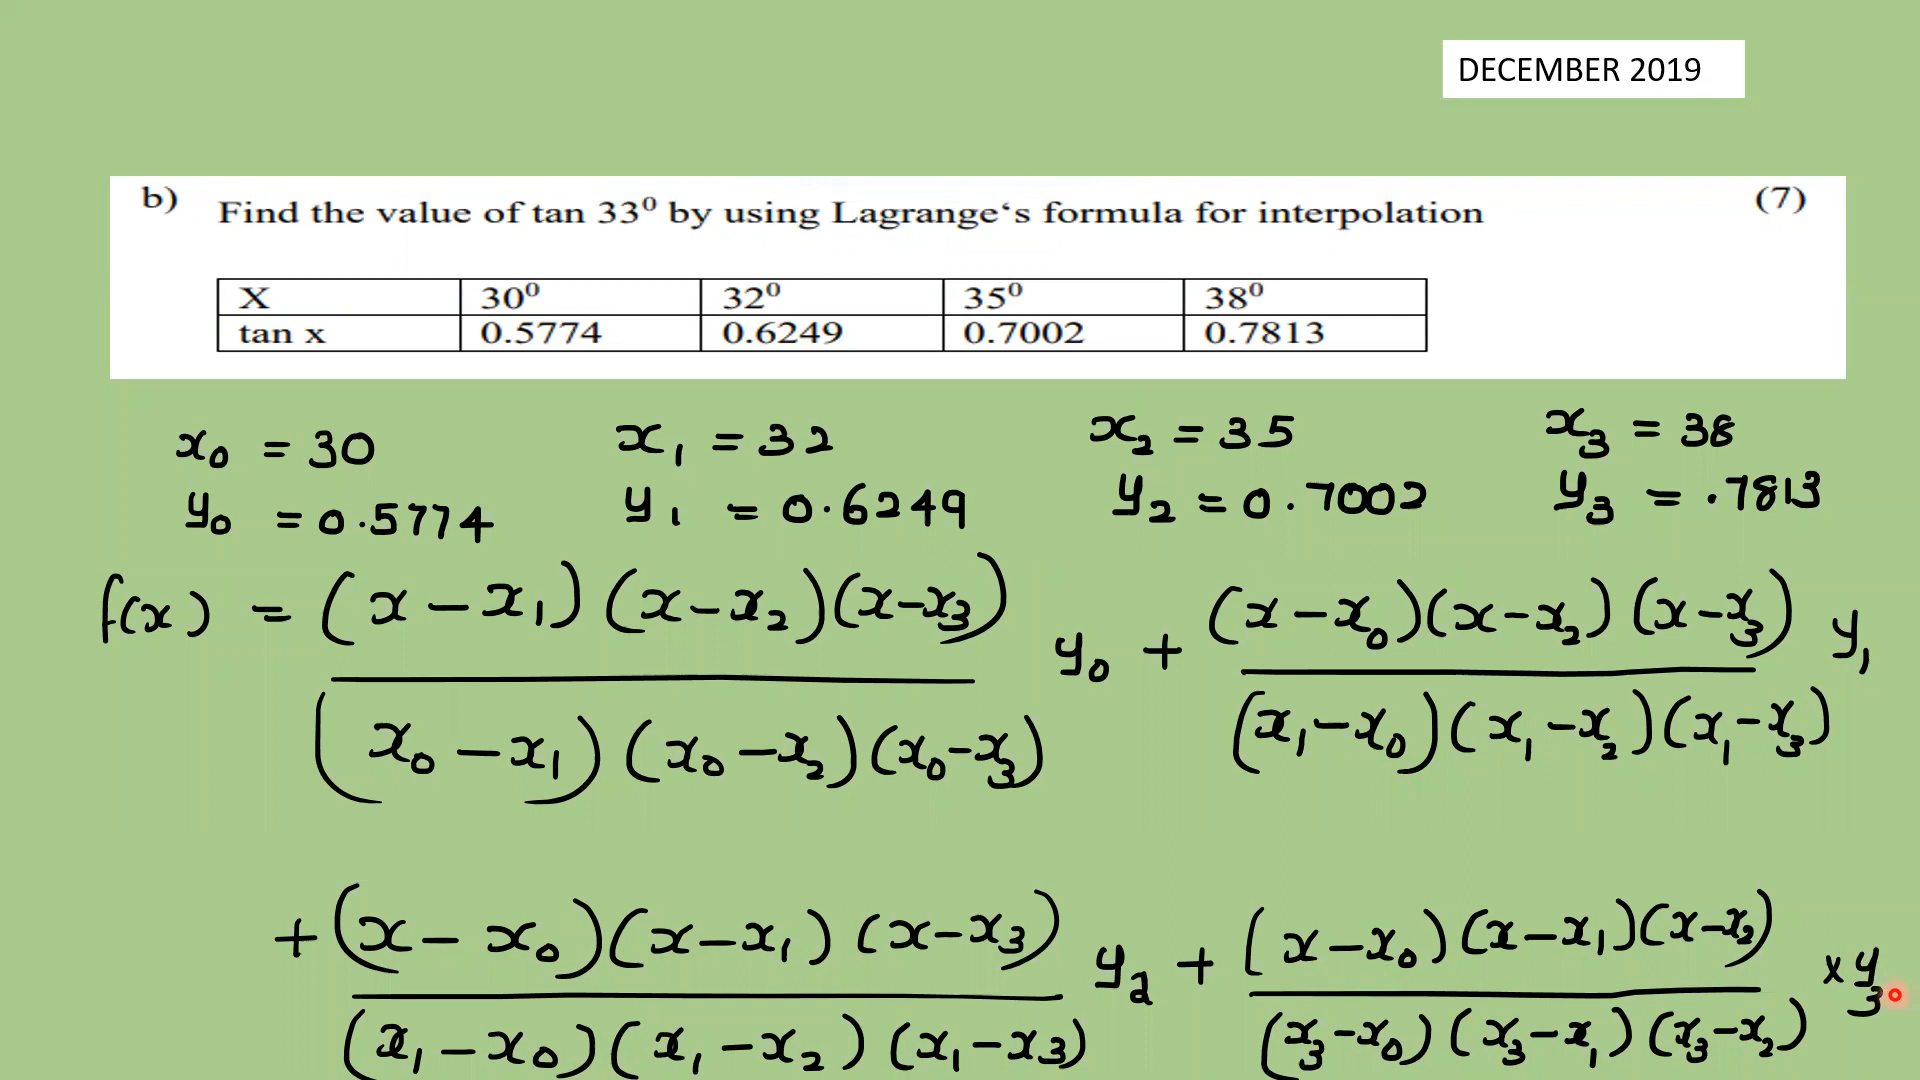 DECEMBER 2019
b) Find the value of tan 33⁰ by using Lagrange‘s formula for interpolation (7)
X 30⁰ 32⁰ 35⁰ 38⁰
tan x 0.5774 0.6249 0.7002 0.7813
x₀ = 30 x₁ = 32 x₂ = 35 x₃ = 38
y₀ = 0.5774 y₁ = 0.6249 y₂ = 0.7002 y₃ = .7813
f(x) = (x - x₁)(x - x₂)(x - x₃) y₀ + (x - x₀)(x - x₂)(x - x₃) y₁
(x₀ - x₁)(x₀ - x₂)(x₀ - x₃) (x₁ - x₀)(x₁ - x₂)(x₁ - x₃)
+ (x - x₀)(x - x₁)(x - x₃) y₂ + (x - x₀)(x - x₁)(x - x₂) × y₃
(x₁ - x₀)(x₁ - x₂)(x₁ - x₃) (x₃ - x₀)(x₃ - x₁)(x₃ - x₂)